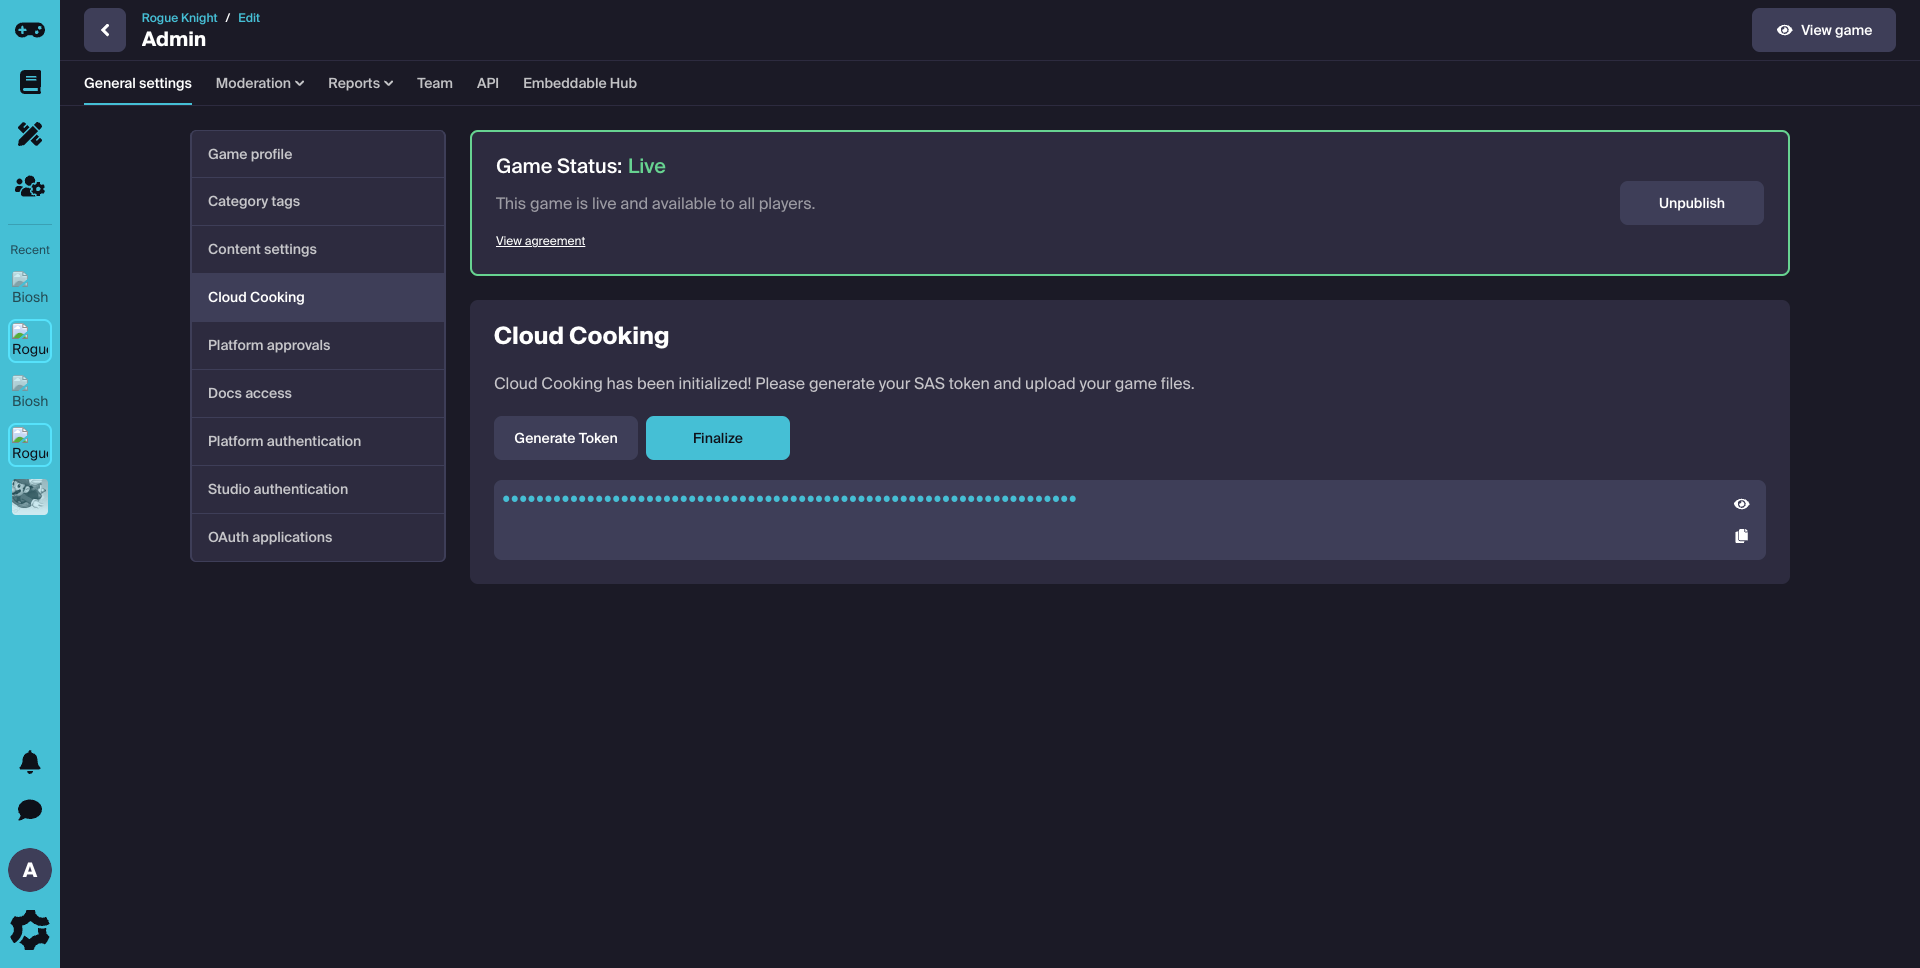 Rogue Knight / Edit
Admin
View game
General settings
Moderation
Reports
Team
API
Embeddable Hub
Recent
Biosh
Rogu
Biosh
Rogu
A
Game profile
Category tags
Content settings
Cloud Cooking
Platform approvals
Docs access
Platform authentication
Studio authentication
OAuth applications
Game Status: Live
This game is live and available to all players.
View agreement
Unpublish
Cloud Cooking
Cloud Cooking has been initialized! Please generate your SAS token and upload your game files.
Generate Token
Finalize